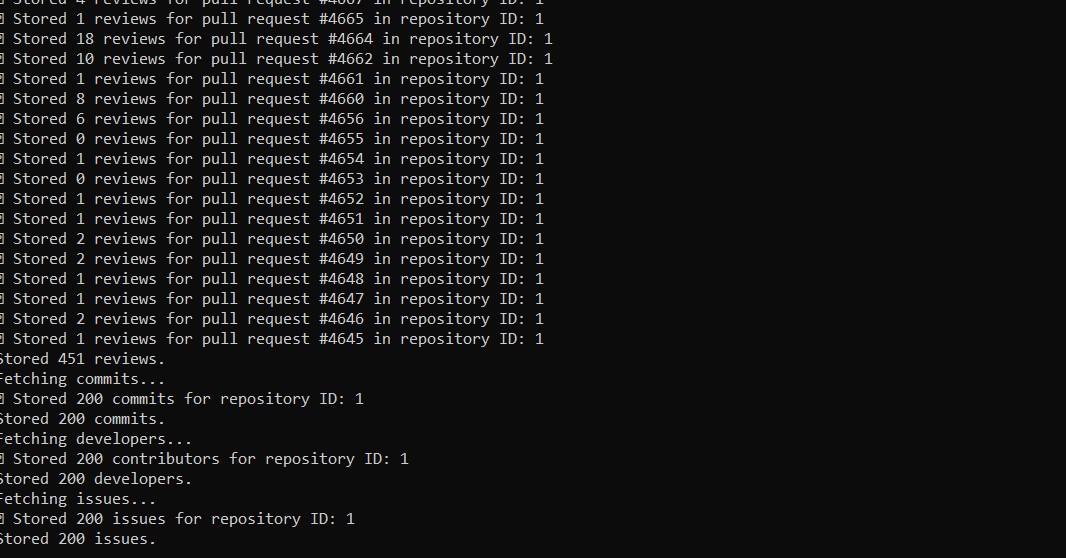 Stored 4 reviews for pull request #4667 in repository ID: 1
Stored 1 reviews for pull request #4665 in repository ID: 1
Stored 18 reviews for pull request #4664 in repository ID: 1
Stored 10 reviews for pull request #4662 in repository ID: 1
Stored 1 reviews for pull request #4661 in repository ID: 1
Stored 8 reviews for pull request #4660 in repository ID: 1
Stored 6 reviews for pull request #4656 in repository ID: 1
Stored 0 reviews for pull request #4655 in repository ID: 1
Stored 1 reviews for pull request #4654 in repository ID: 1
Stored 0 reviews for pull request #4653 in repository ID: 1
Stored 1 reviews for pull request #4652 in repository ID: 1
Stored 1 reviews for pull request #4651 in repository ID: 1
Stored 2 reviews for pull request #4650 in repository ID: 1
Stored 2 reviews for pull request #4649 in repository ID: 1
Stored 1 reviews for pull request #4648 in repository ID: 1
Stored 1 reviews for pull request #4647 in repository ID: 1
Stored 2 reviews for pull request #4646 in repository ID: 1
Stored 1 reviews for pull request #4645 in repository ID: 1
Stored 451 reviews.
Fetching commits...
Stored 200 commits for repository ID: 1
Stored 200 commits.
Fetching developers...
Stored 200 contributors for repository ID: 1
Stored 200 developers.
Fetching issues...
Stored 200 issues for repository ID: 1
Stored 200 issues.